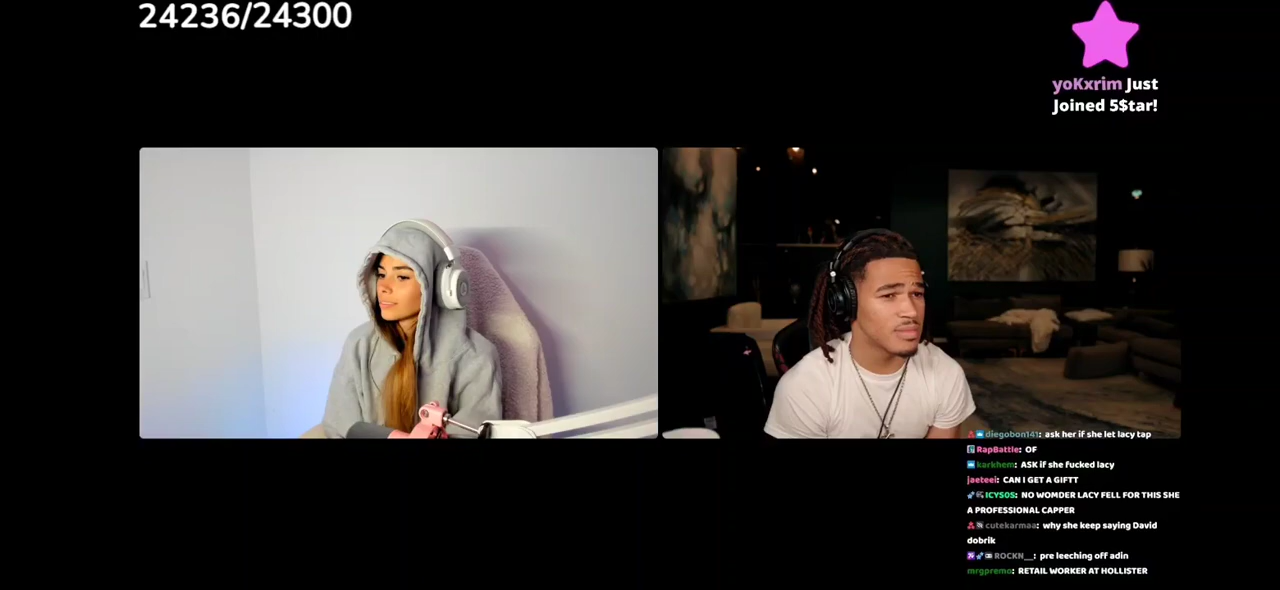 24236/24300
yoKxrim Just
Joined 5$tar!
diegobon141: ask her if she let lacy tap
RapBattle: OF
karkhem: ASK if she fucked lacy
jaeteei: CAN I GET A GIFTT
ICYS0S: NO WOMDER LACY FELL FOR THIS SHE
A PROFESSIONAL CAPPER
cutekarmaa: why she keep saying David
dobrik
ROCKN__: pre leeching off adin
mrgpremo: RETAIL WORKER AT HOLLISTER